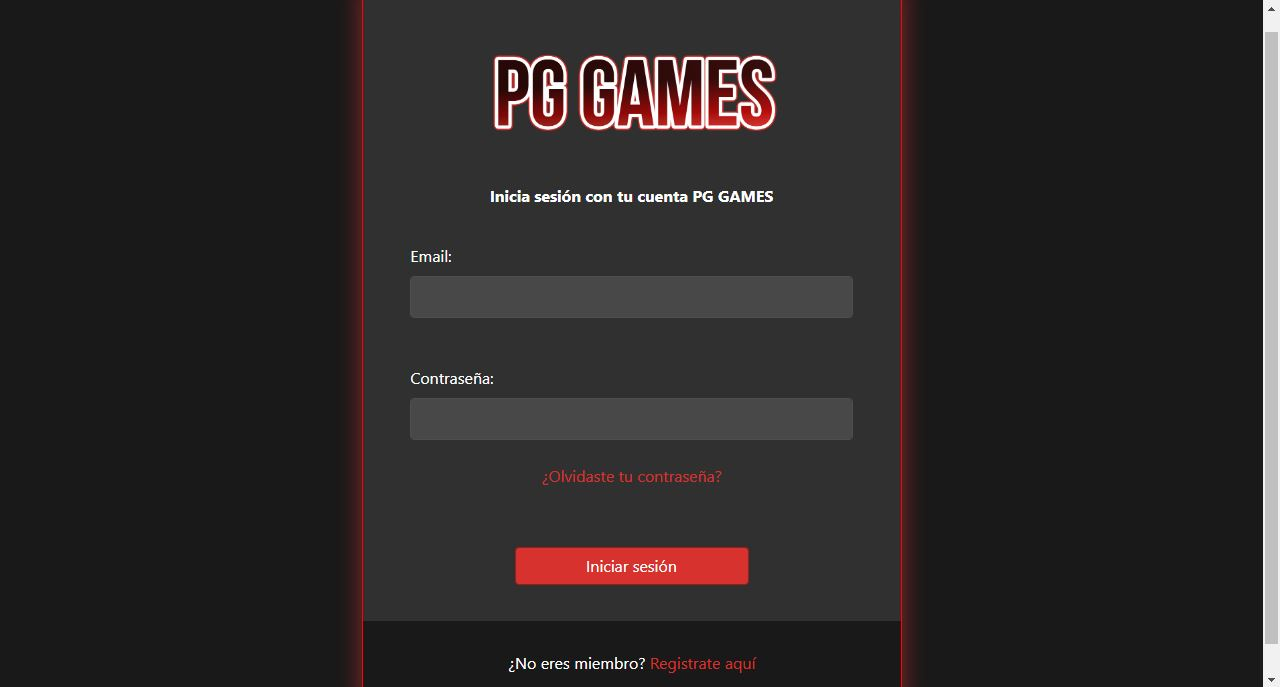 PG GAMES
Inicia sesión con tu cuenta PG GAMES
Email:
Contraseña:
¿Olvidaste tu contraseña?
Iniciar sesión
¿No eres miembro? Registrate aquí